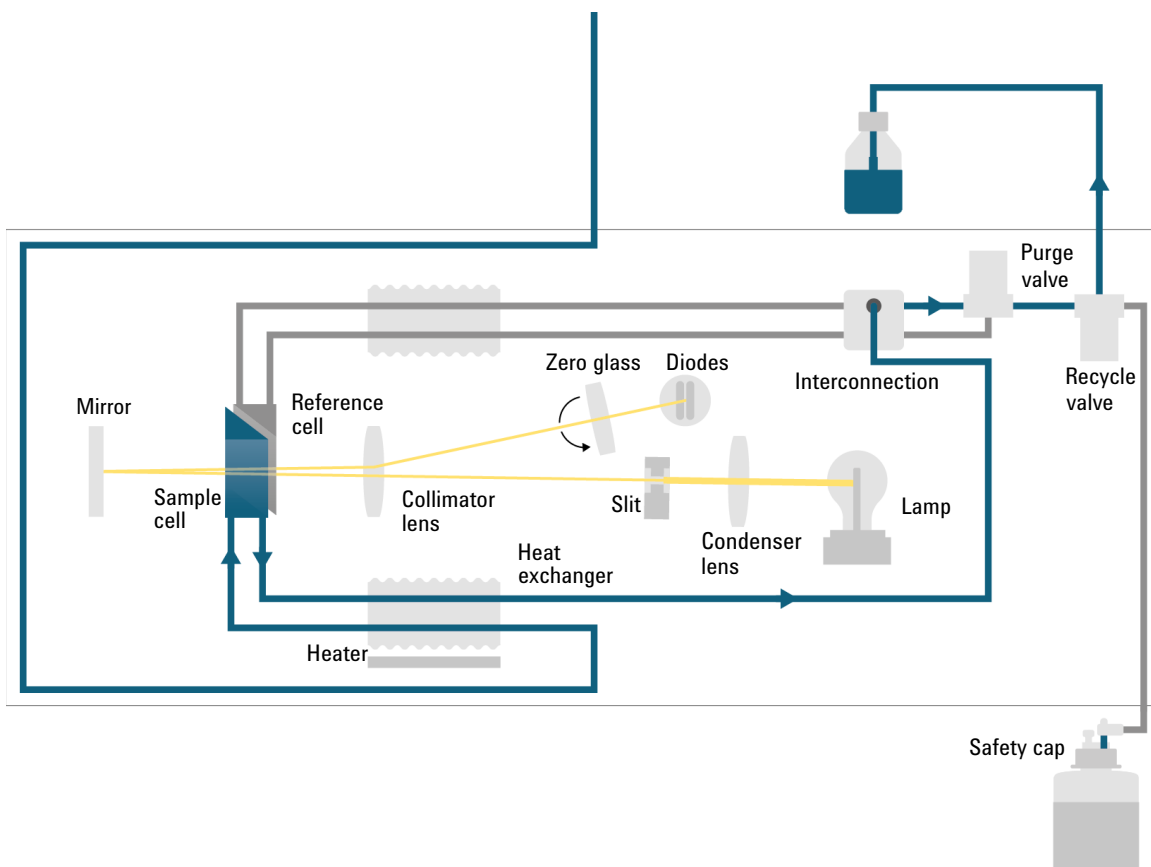 Purge
valve
Zero glass
Diodes
Interconnection
Recycle
valve
Mirror
Reference
cell
Sample
cell
Collimator
lens
Slit
Lamp
Condenser
lens
Heat
exchanger
Heater
Safety cap